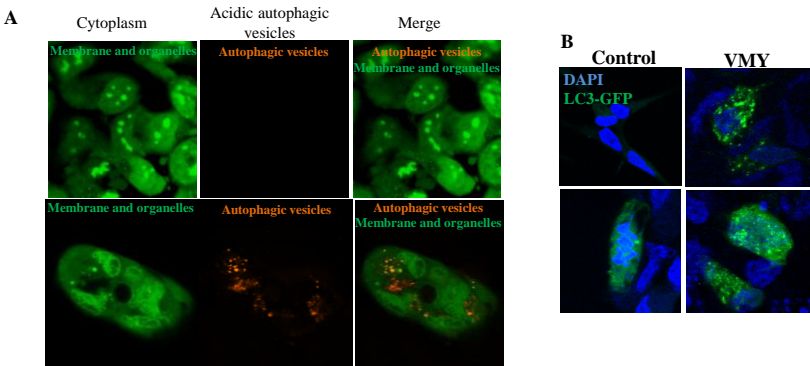 A
Cytoplasm
Acidic autophagic
vesicles
Merge
Membrane and organelles
Autophagic vesicles
Autophagic vesicles
Membrane and organelles
Membrane and organelles
Autophagic vesicles
Autophagic vesicles
Membrane and organelles
B
Control
VMY
DAPI
LC3-GFP